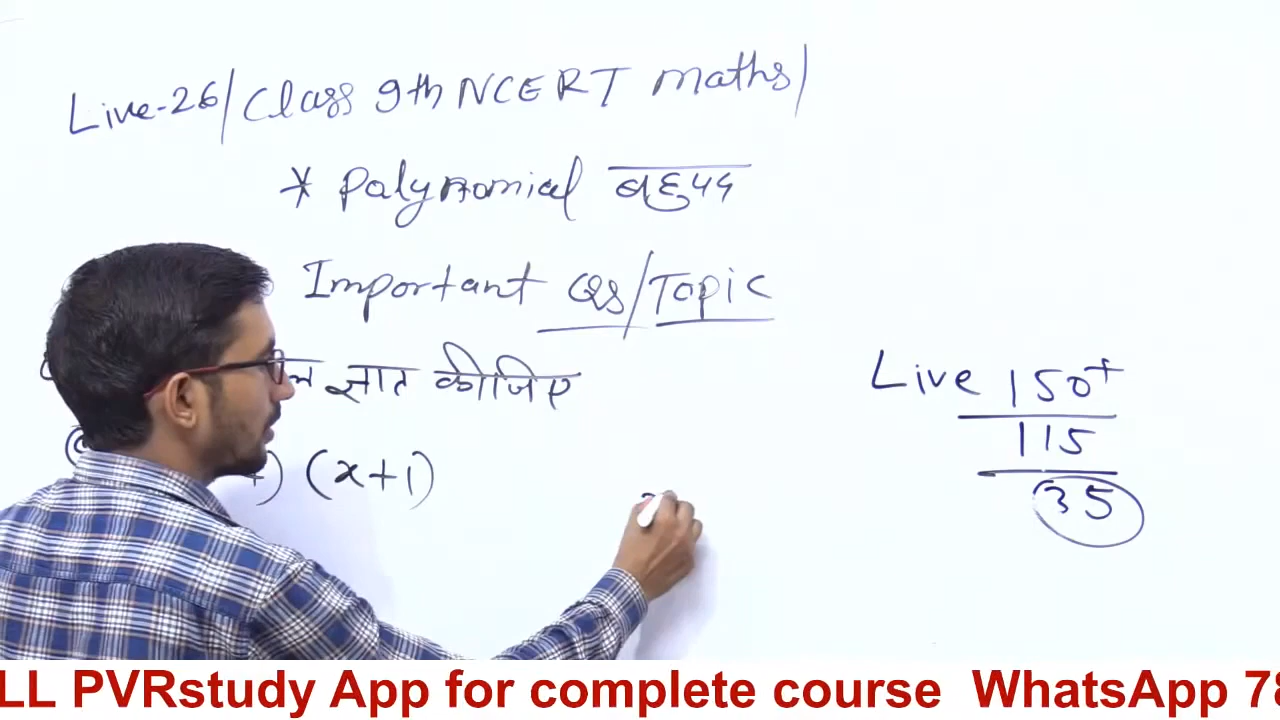 Live-26/Class 9th NCERT maths/
* Polynomial बहुपद
Important QS/Topic
ज्ञात कीजिए
(x+1)
Live 150+
115
35
LL PVRstudy App for complete course WhatsApp 78